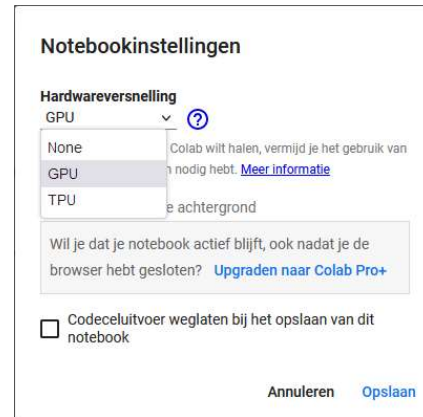 Notebookinstellingen
Hardwareversnelling
GPU
None
GPU
TPU
Colab wilt halen, vermijd je het gebruik van
nodig hebt. Meer informatie
achtergrond
Wil je dat je notebook actief blijft, ook nadat je de
browser hebt gesloten? Upgraden naar Colab Pro+
Codeceluitvoer weglaten bij het opslaan van dit
notebook
Annuleren Opslaan